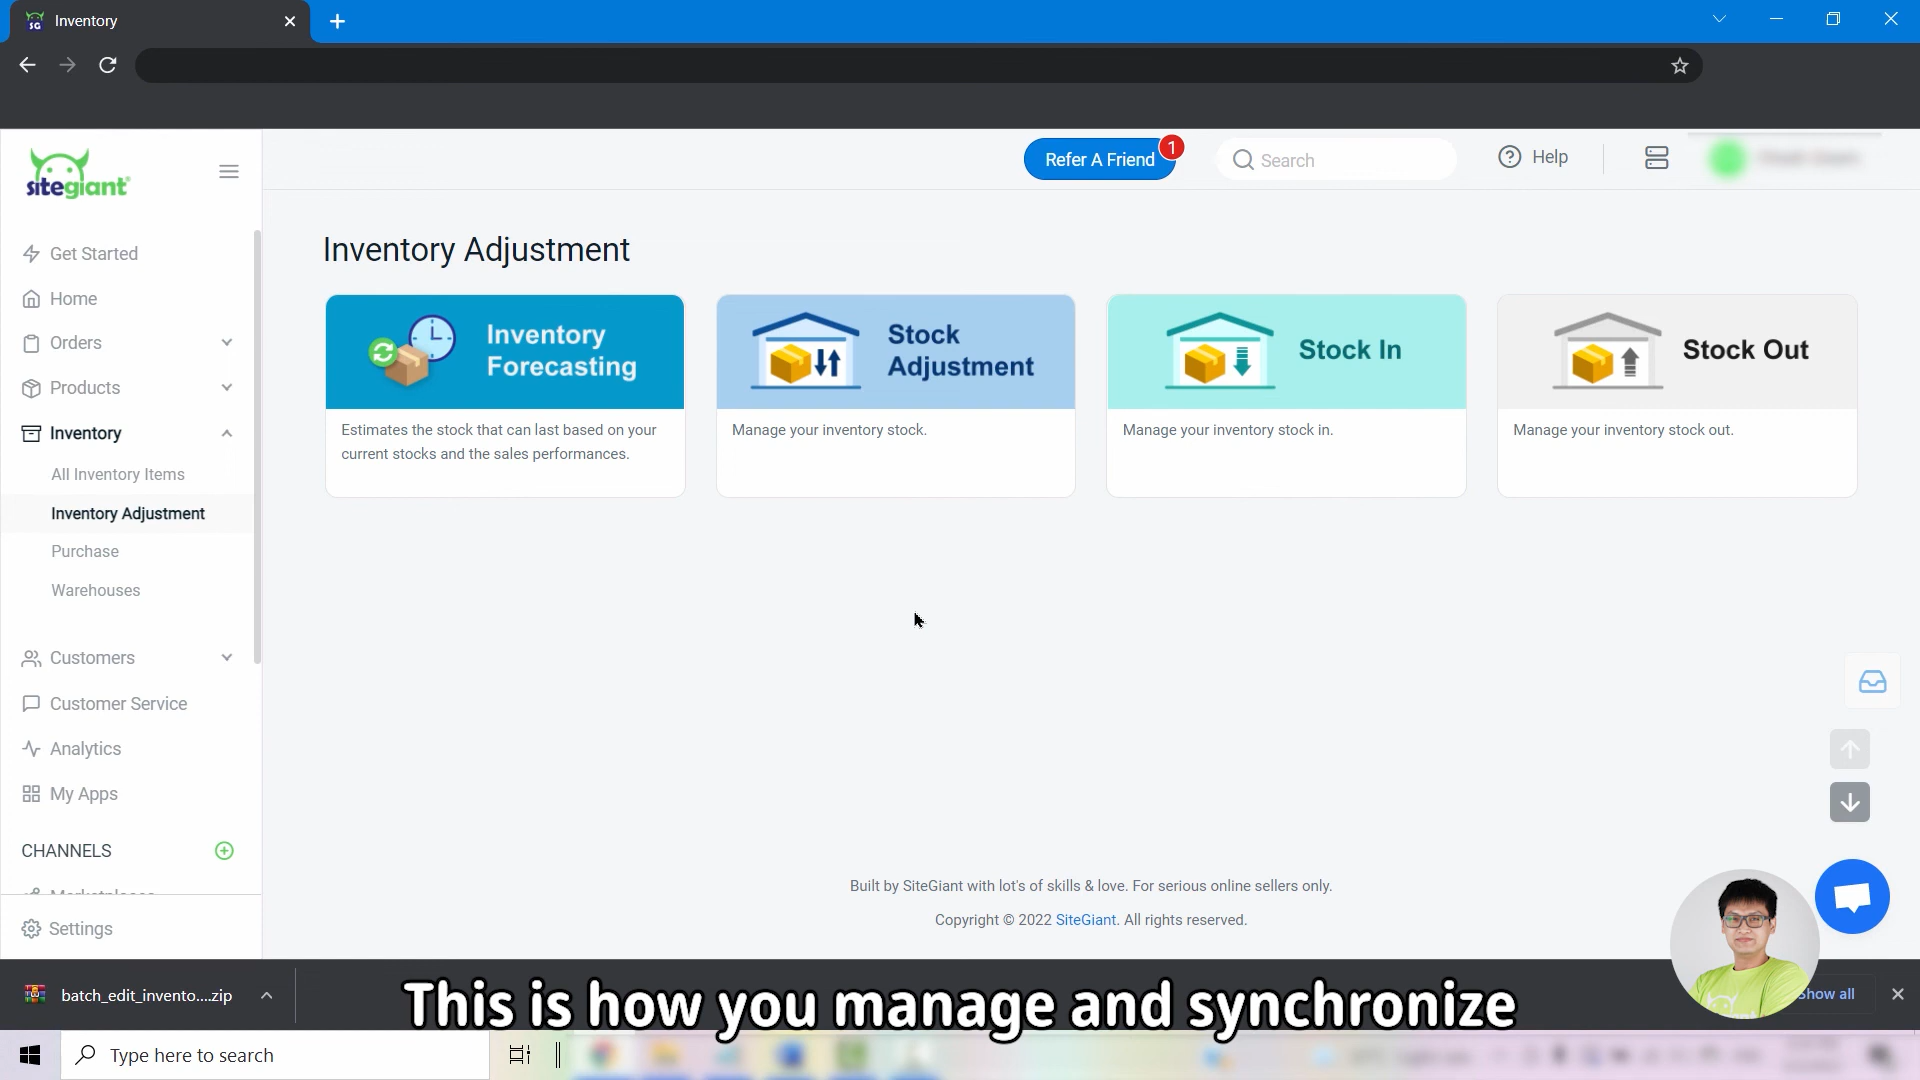 SG Inventory
sitegiant
Refer A Friend 1
Search
Help
Get Started
Home
Orders
Products
Inventory
All Inventory Items
Inventory Adjustment
Purchase
Warehouses
Customers
Customer Service
Analytics
My Apps
CHANNELS
Marketplaces
Settings
Inventory Adjustment
Inventory
Forecasting
Estimates the stock that can last based on your
current stocks and the sales performances.
Stock
Adjustment
Manage your inventory stock.
Stock In
Manage your inventory stock in.
Stock Out
Manage your inventory stock out.
Built by SiteGiant with lot's of skills & love. For serious online sellers only.
Copyright © 2022 SiteGiant. All rights reserved.
batch_edit_invento....zip
This is how you manage and synchronize
Show all
Type here to search